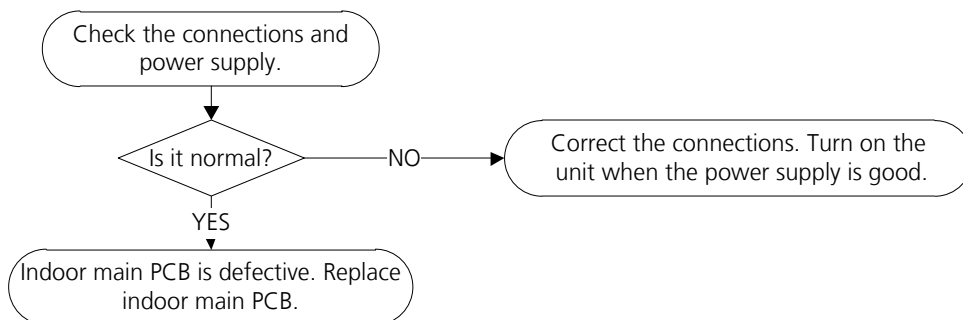 Check the connections and
power supply.
Is it normal?
NO
Correct the connections. Turn on the
unit when the power supply is good.
YES
Indoor main PCB is defective. Replace
indoor main PCB.